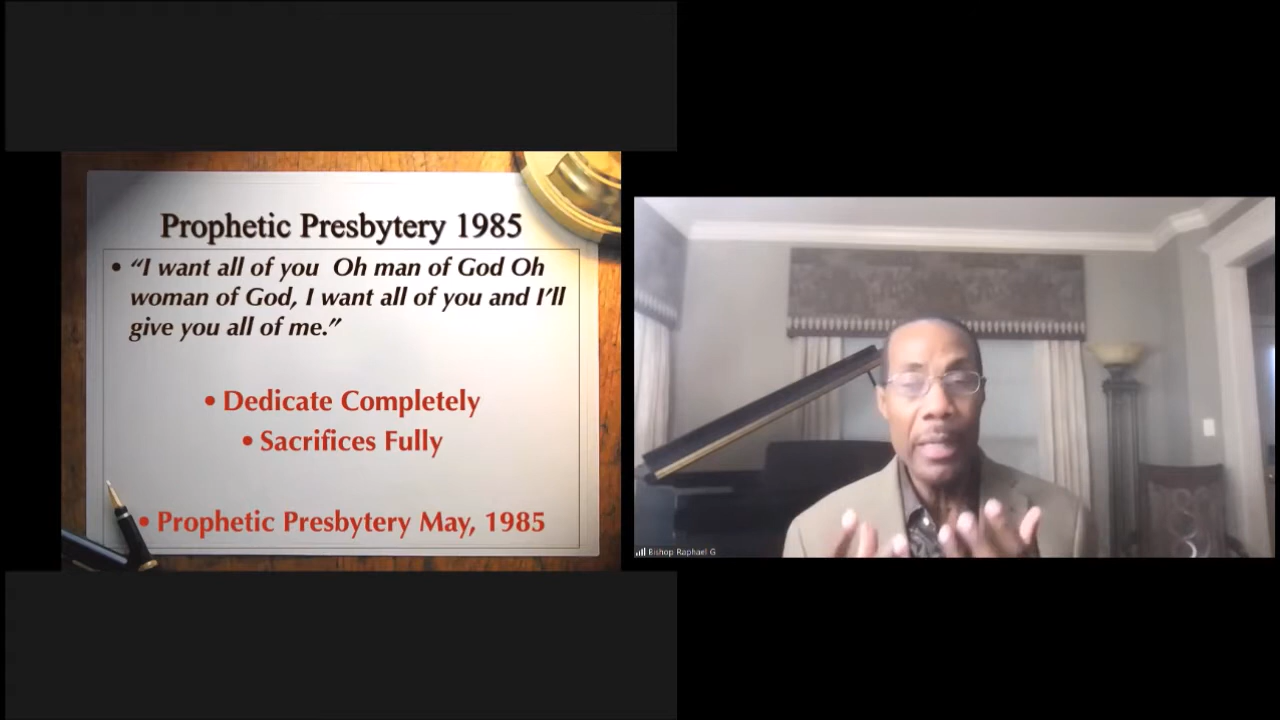 Prophetic Presbytery 1985
• “I want all of you Oh man of God Oh
woman of God, I want all of you and I’ll
give you all of me.”
• Dedicate Completely
• Sacrifices Fully
• Prophetic Presbytery May, 1985
Bishop Raphael G